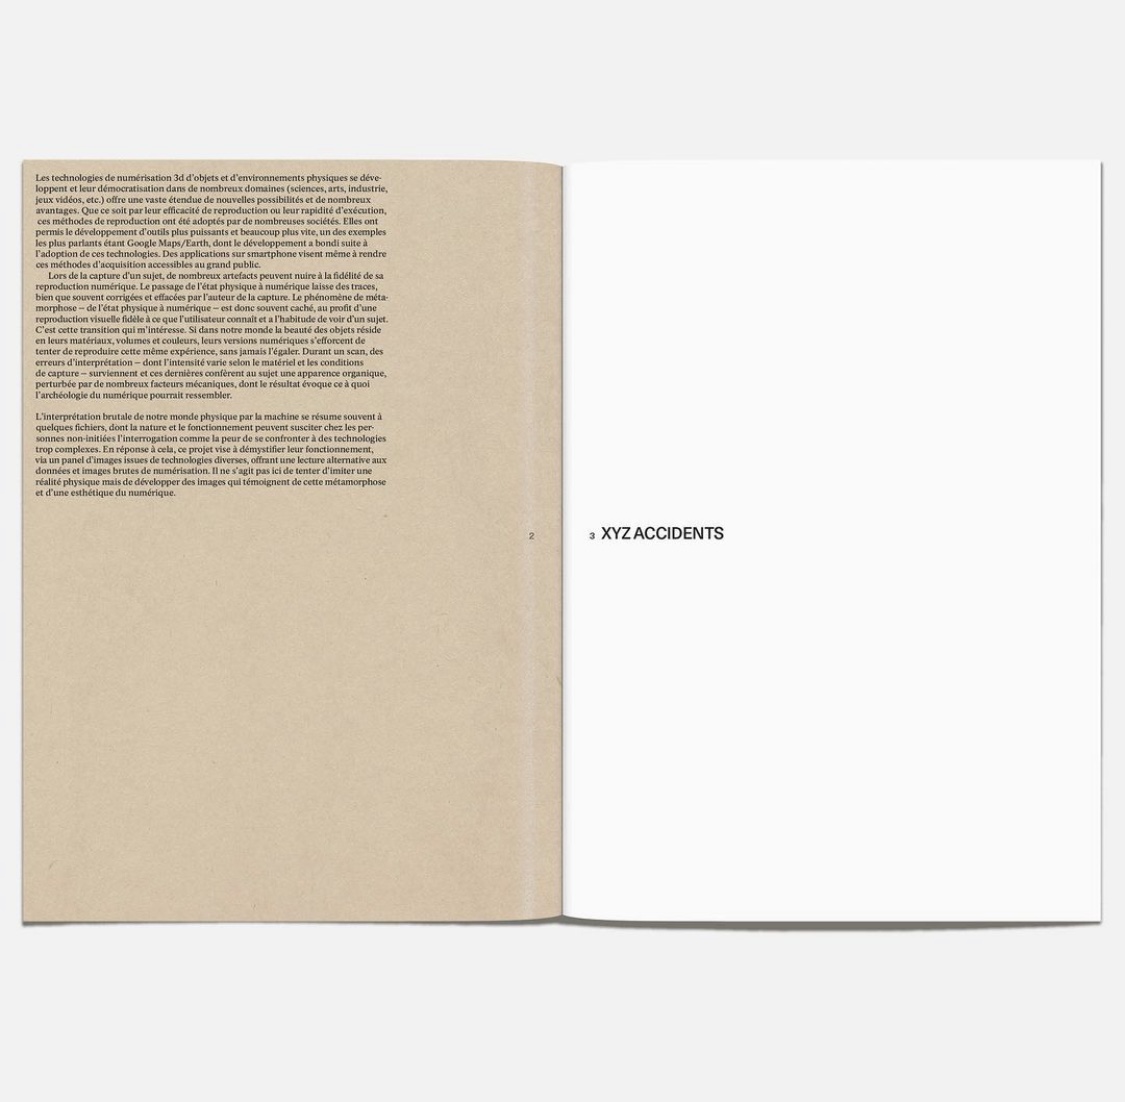 Les technologies de numérisation 3d d’objets et d’environnements physiques se déve-
loppent et leur démocratisation dans de nombreux domaines (sciences, arts, industrie,
jeux vidéos, etc.) offre une vaste étendue de nouvelles possibilités et de nombreux
avantages. Que ce soit par leur efficacité de reproduction ou leur rapidité d’exécution,
ces méthodes de reproduction ont été adoptés par de nombreuses sociétés. Elles ont
permis le développement d’outils plus puissants et beaucoup plus vite, un des exemples
les plus parlants étant Google Maps/Earth, dont le développement a bondi suite à
l’adoption de ces technologies. Des applications sur smartphone visent même à rendre
ces méthodes d’acquisition accessibles au grand public.
Lors de la capture d’un sujet, de nombreux artefacts peuvent nuire à la fidélité de sa
reproduction numérique. Le passage de l’état physique à numérique laisse des traces,
bien que souvent corrigées et effacées par l’auteur de la capture. Le phénomène de méta-
morphose – de l’état physique à numérique – est donc souvent caché, au profit d’une
reproduction visuelle fidèle à ce que l’utilisateur connaît et a l’habitude de voir d’un sujet.
C’est cette transition qui m’intéresse. Si dans notre monde la beauté des objets réside
en leurs matériaux, volumes et couleurs, leurs versions numériques s’efforcent de
tenter de reproduire cette même expérience, sans jamais l’égaler. Durant un scan, des
erreurs d’interprétation – dont l’intensité varie selon le matériel et les conditions
de capture – surviennent et ces dernières confèrent au sujet une apparence organique,
perturbée par de nombreux facteurs mécaniques, dont le résultat évoque ce à quoi
l’archéologie du numérique pourrait ressembler.
L’interprétation brutale de notre monde physique par la machine se résume souvent à
quelques fichiers, dont la nature et le fonctionnement peuvent susciter chez les per-
sonnes non-initiées l’interrogation comme la peur de se confronter à des technologies
trop complexes. En réponse à cela, ce projet vise à démystifier leur fonctionnement,
via un panel d’images issues de technologies diverses, offrant une lecture alternative aux
données et images brutes de numérisation. Il ne s’agit pas ici de tenter d’imiter une
réalité physique mais de développer des images qui témoignent de cette métamorphose
et d’une esthétique du numérique.
2
3 XYZ ACCIDENTS